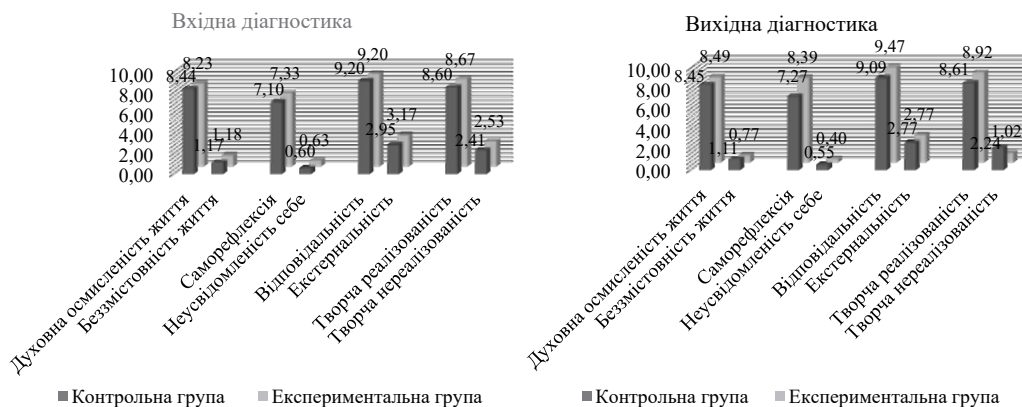 Вхідна діагностика
10,00
8,00
6,00
4,00
2,00
0,00
8,44
8,23
1,17
1,18
7,10
7,33
0,60
0,63
9,20
9,20
2,95
3,17
8,60
8,67
2,41
2,53
Духовна осмисленість життя
Беззмістовність життя
Саморефлексія
Неусвідомленість себе
Відповідальність
Екстернальність
Творча реалізованість
Творча нереалізованість
Контрольна група
Експериментальна група
Вихідна діагностика
10,00
8,00
6,00
4,00
2,00
0,00
8,45
8,49
1,11
0,77
7,27
8,39
0,55
0,40
9,09
9,47
2,77
2,77
8,61
8,92
2,24
1,02
Духовна осмисленість життя
Беззмістовність життя
Саморефлексія
Неусвідомленість себе
Відповідальність
Екстернальність
Творча реалізованість
Творча нереалізованість
Контрольна група
Експериментальна група